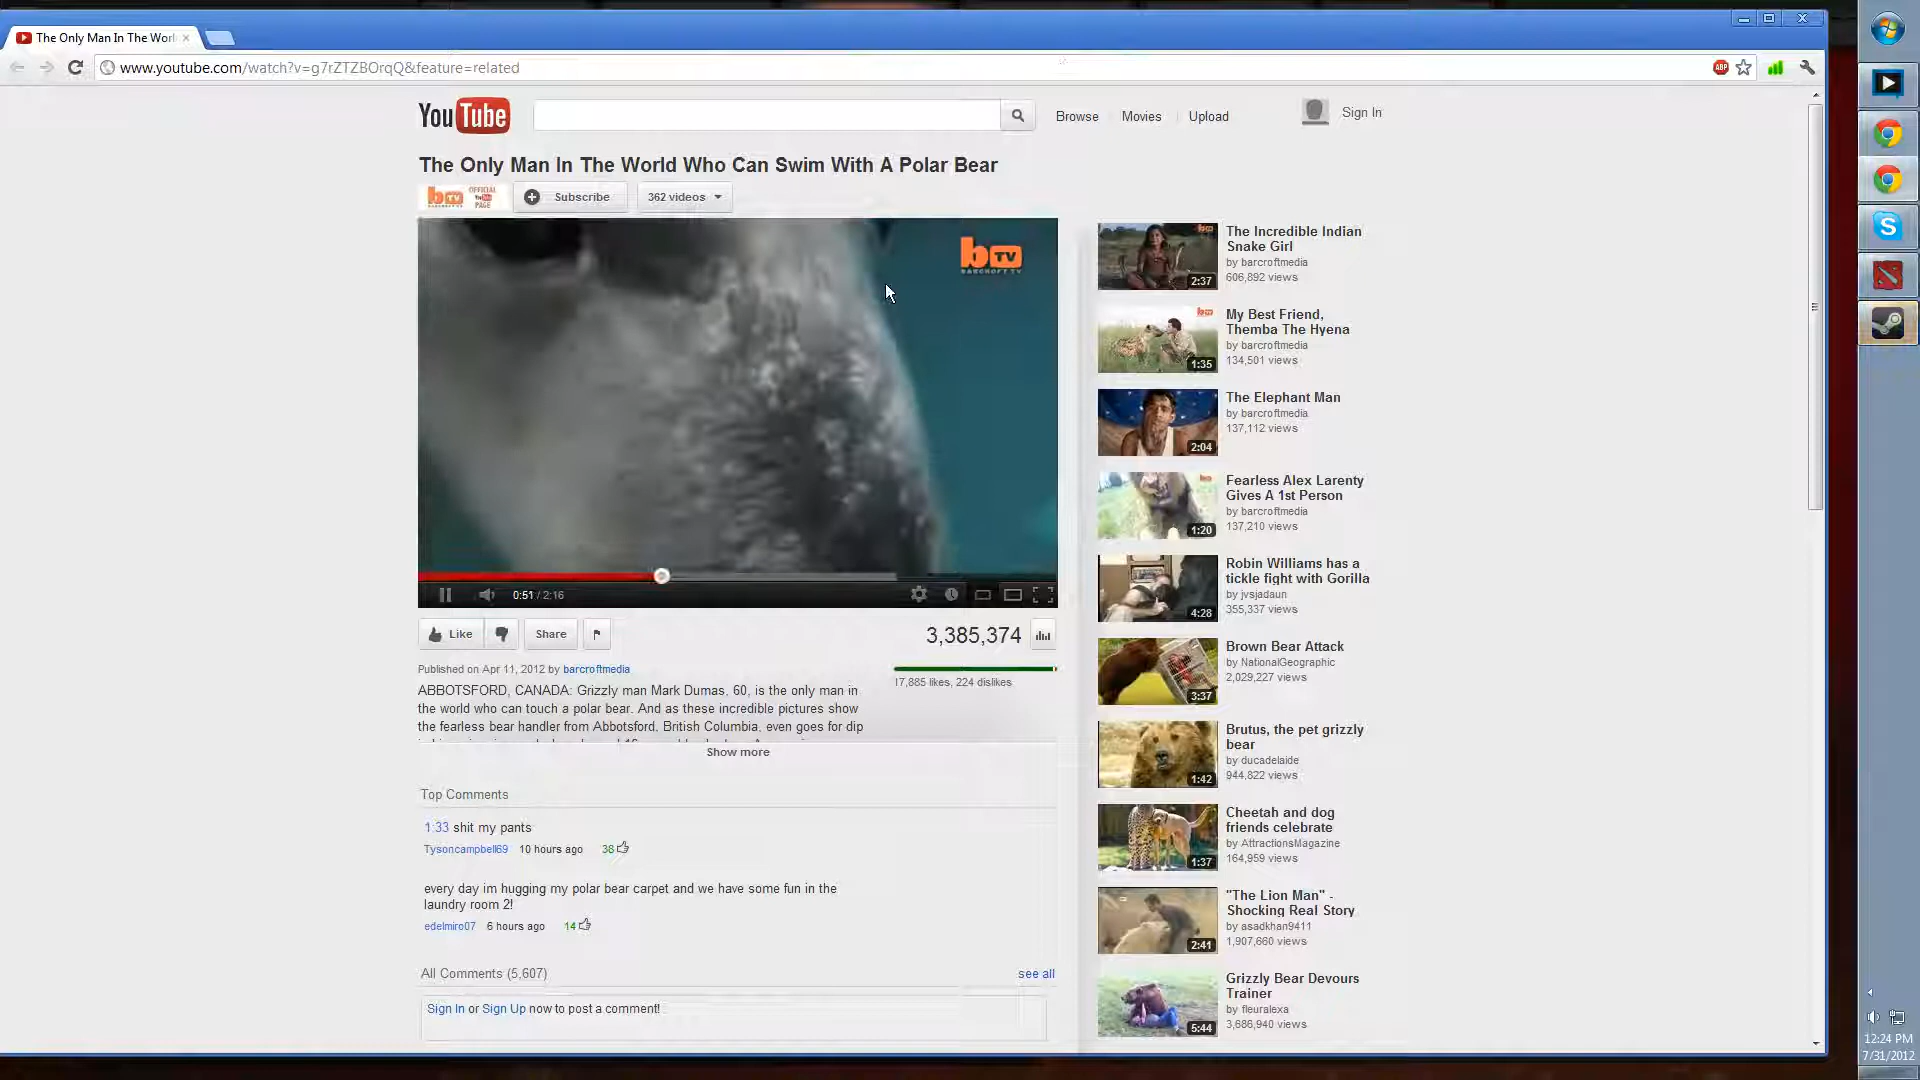 The Only Man In The Worl
www.youtube.com/watch?v=g7rZTZBOrqQ&feature=related
ABP
YouTube
Browse
Movies
Upload
Sign In
The Only Man In The World Who Can Swim With A Polar Bear
bTV OFFICIAL YouTube PAGE
Subscribe
362 videos
bTV
BARCROFT TV
0:51 / 2:16
Like
Share
3,385,374
Published on Apr 11, 2012 by barcroftmedia
17,885 likes, 224 dislikes
ABBOTSFORD, CANADA: Grizzly man Mark Dumas, 60, is the only man in
the world who can touch a polar bear. And as these incredible pictures show
the fearless bear handler from Abbotsford, British Columbia, even goes for dip
Show more
Top Comments
1:33 shit my pants
Tysoncampbell69 10 hours ago 38
every day im hugging my polar bear carpet and we have some fun in the
laundry room 2!
edelmiro07 6 hours ago 14
All Comments (5,607)
see all
Sign In or Sign Up now to post a comment!
The Incredible Indian
Snake Girl
by barcroftmedia
606,892 views
2:37
My Best Friend,
Themba The Hyena
by barcroftmedia
134,501 views
1:35
The Elephant Man
by barcroftmedia
137,112 views
2:04
Fearless Alex Larenty
Gives A 1st Person
by barcroftmedia
137,210 views
1:20
Robin Williams has a
tickle fight with Gorilla
by jvsjadaun
355,337 views
4:28
Brown Bear Attack
by NationalGeographic
2,029,227 views
3:37
Brutus, the pet grizzly
bear
by ducadelaide
944,822 views
1:42
Cheetah and dog
friends celebrate
by AttractionsMagazine
164,959 views
1:37
"The Lion Man" -
Shocking Real Story
by asadkhan9411
1,907,660 views
2:41
Grizzly Bear Devours
Trainer
by fleuralexa
3,686,940 views
5:44
12:24 PM
7/31/2012